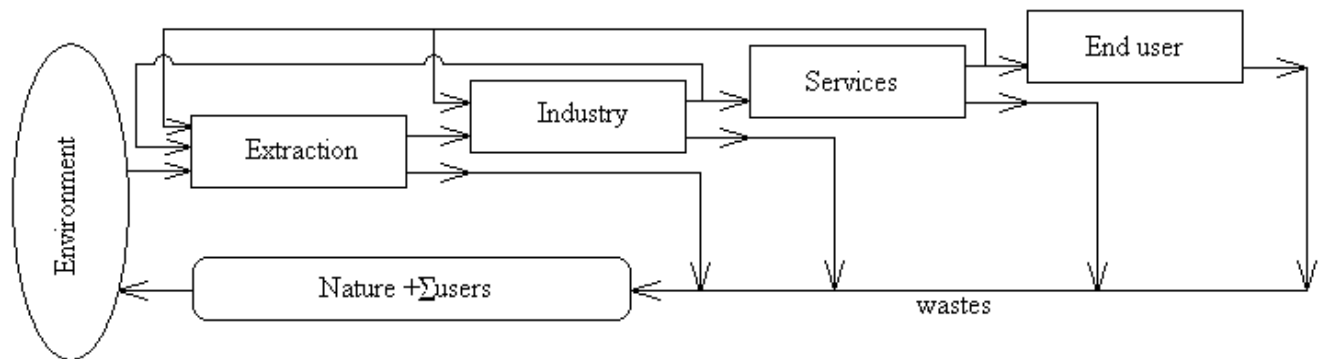 End user
Services
Industry
Extraction
Environment
Nature +∑users
wastes